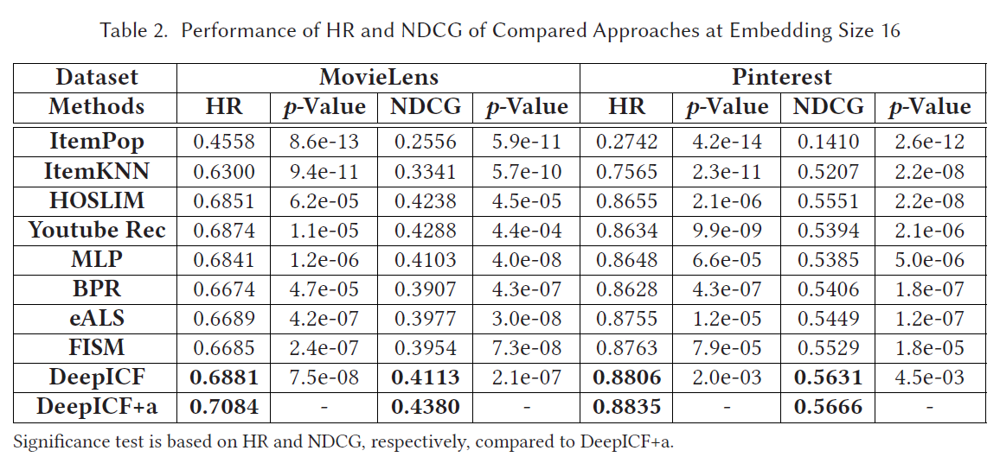 Table 2. Performance of HR and NDCG of Compared Approaches at Embedding Size 16
Dataset MovieLens Pinterest
Methods HR p-Value NDCG p-Value HR p-Value NDCG p-Value
ItemPop 0.4558 8.6e-13 0.2556 5.9e-11 0.2742 4.2e-14 0.1410 2.6e-12
ItemKNN 0.6300 9.4e-11 0.3341 5.7e-10 0.7565 2.3e-11 0.5207 2.2e-08
HOSLIM 0.6851 6.2e-05 0.4238 4.5e-05 0.8655 2.1e-06 0.5551 2.2e-08
Youtube Rec 0.6874 1.1e-05 0.4288 4.4e-04 0.8634 9.9e-09 0.5394 2.1e-06
MLP 0.6841 1.2e-06 0.4103 4.0e-08 0.8648 6.6e-05 0.5385 5.0e-06
BPR 0.6674 4.7e-05 0.3907 4.3e-07 0.8628 4.3e-07 0.5406 1.8e-07
eALS 0.6689 4.2e-07 0.3977 3.0e-08 0.8755 1.2e-05 0.5449 1.2e-07
FISM 0.6685 2.4e-07 0.3954 7.3e-08 0.8763 7.9e-05 0.5529 1.8e-05
DeepICF 0.6881 7.5e-08 0.4113 2.1e-07 0.8806 2.0e-03 0.5631 4.5e-03
DeepICF+a 0.7084 - 0.4380 - 0.8835 - 0.5666 -
Significance test is based on HR and NDCG, respectively, compared to DeepICF+a.